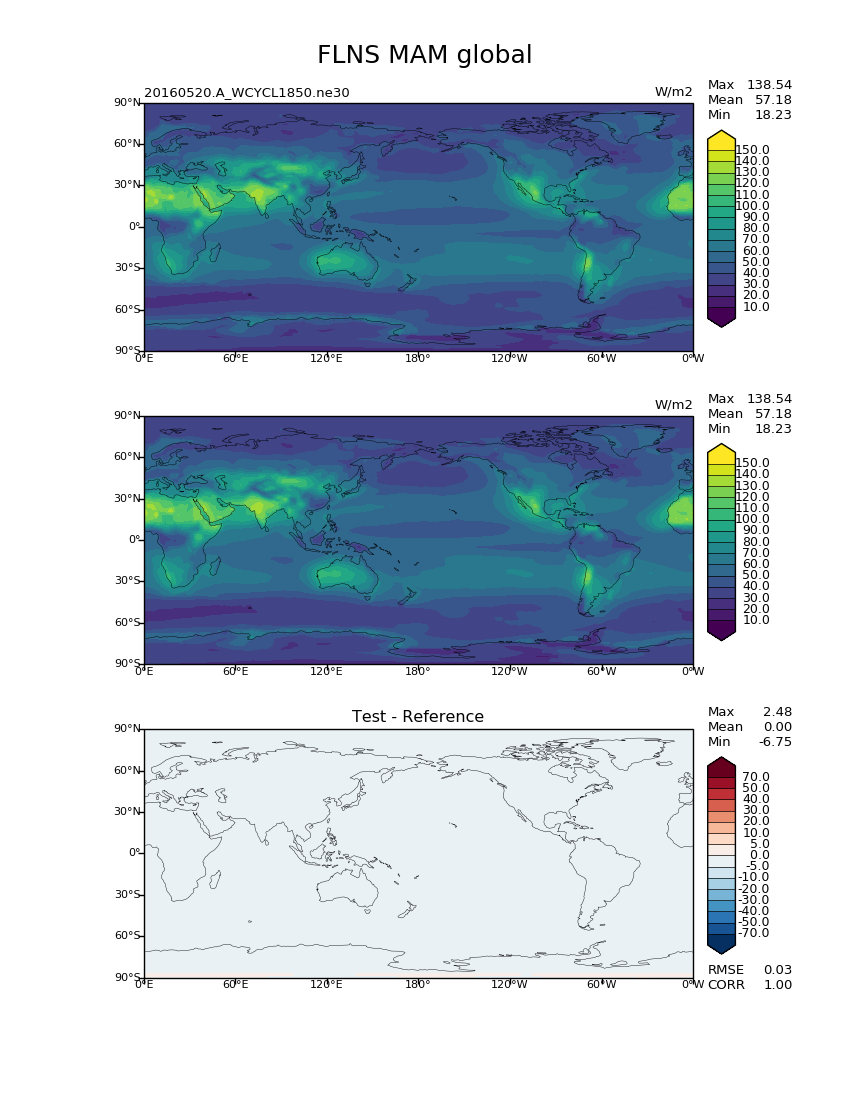 FLNS MAM global
20160520.A_WCYCL1850.ne30
W/m2
Max 138.54
Mean 57.18
Min 18.23
90°N
60°N
30°N
0°
30°S
60°S
90°S
0°E 60°E 120°E 180° 120°W 60°W 0°W
150.0
140.0
130.0
120.0
110.0
100.0
90.0
80.0
70.0
60.0
50.0
40.0
30.0
20.0
10.0
W/m2
Max 138.54
Mean 57.18
Min 18.23
90°N
60°N
30°N
0°
30°S
60°S
90°S
0°E 60°E 120°E 180° 120°W 60°W 0°W
150.0
140.0
130.0
120.0
110.0
100.0
90.0
80.0
70.0
60.0
50.0
40.0
30.0
20.0
10.0
Test - Reference
Max 2.48
Mean 0.00
Min -6.75
90°N
60°N
30°N
0°
30°S
60°S
90°S
0°E 60°E 120°E 180° 120°W 60°W 0°W
70.0
50.0
40.0
30.0
20.0
10.0
5.0
0.0
-5.0
-10.0
-20.0
-30.0
-40.0
-50.0
-70.0
RMSE 0.03
CORR 1.00